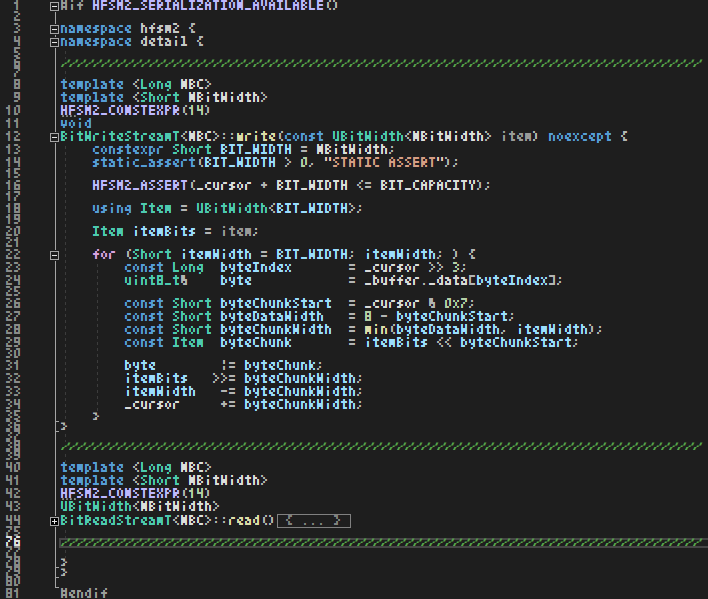 1 #if HFSM2_SERIALIZATION_AVAILABLE()
2
3 namespace hfsm2 {
4 namespace detail {
5
6 ////////////////////////////////////////////////////////////////////////////////
7
8 template <Long NBC>
9 template <Short NBitWidth>
10 HFSM2_CONSTEXPR(14)
11 void
12 BitWriteStreamT<NBC>::write(const UBitWidth<NBitWidth> item) noexcept {
13 constexpr Short BIT_WIDTH = NBitWidth;
14 static_assert(BIT_WIDTH > 0, "STATIC ASSERT");
15
16 HFSM2_ASSERT(_cursor + BIT_WIDTH <= BIT_CAPACITY);
17
18 using Item = UBitWidth<BIT_WIDTH>;
19
20 Item itemBits = item;
21
22 for (Short itemWidth = BIT_WIDTH; itemWidth; ) {
23 const Long byteIndex = _cursor >> 3;
24 uint8_t& byte = _buffer._data[byteIndex];
25
26 const Short byteChunkStart = _cursor & 0x7;
27 const Short byteDataWidth = 8 - byteChunkStart;
28 const Short byteChunkWidth = min(byteDataWidth, itemWidth);
29 const Item byteChunk = itemBits << byteChunkStart;
30
31 byte |= byteChunk;
32 itemBits >>= byteChunkWidth;
33 itemWidth -= byteChunkWidth;
34 _cursor += byteChunkWidth;
35 }
36 }
37
38 ////////////////////////////////////////////////////////////////////////////////
39
40 template <Long NBC>
41 template <Short NBitWidth>
42 HFSM2_CONSTEXPR(14)
43 UBitWidth<NBitWidth>
44 BitReadStreamT<NBC>::read() { ... }
75
76 ////////////////////////////////////////////////////////////////////////////////
77
78 }
79 }
80
81 #endif